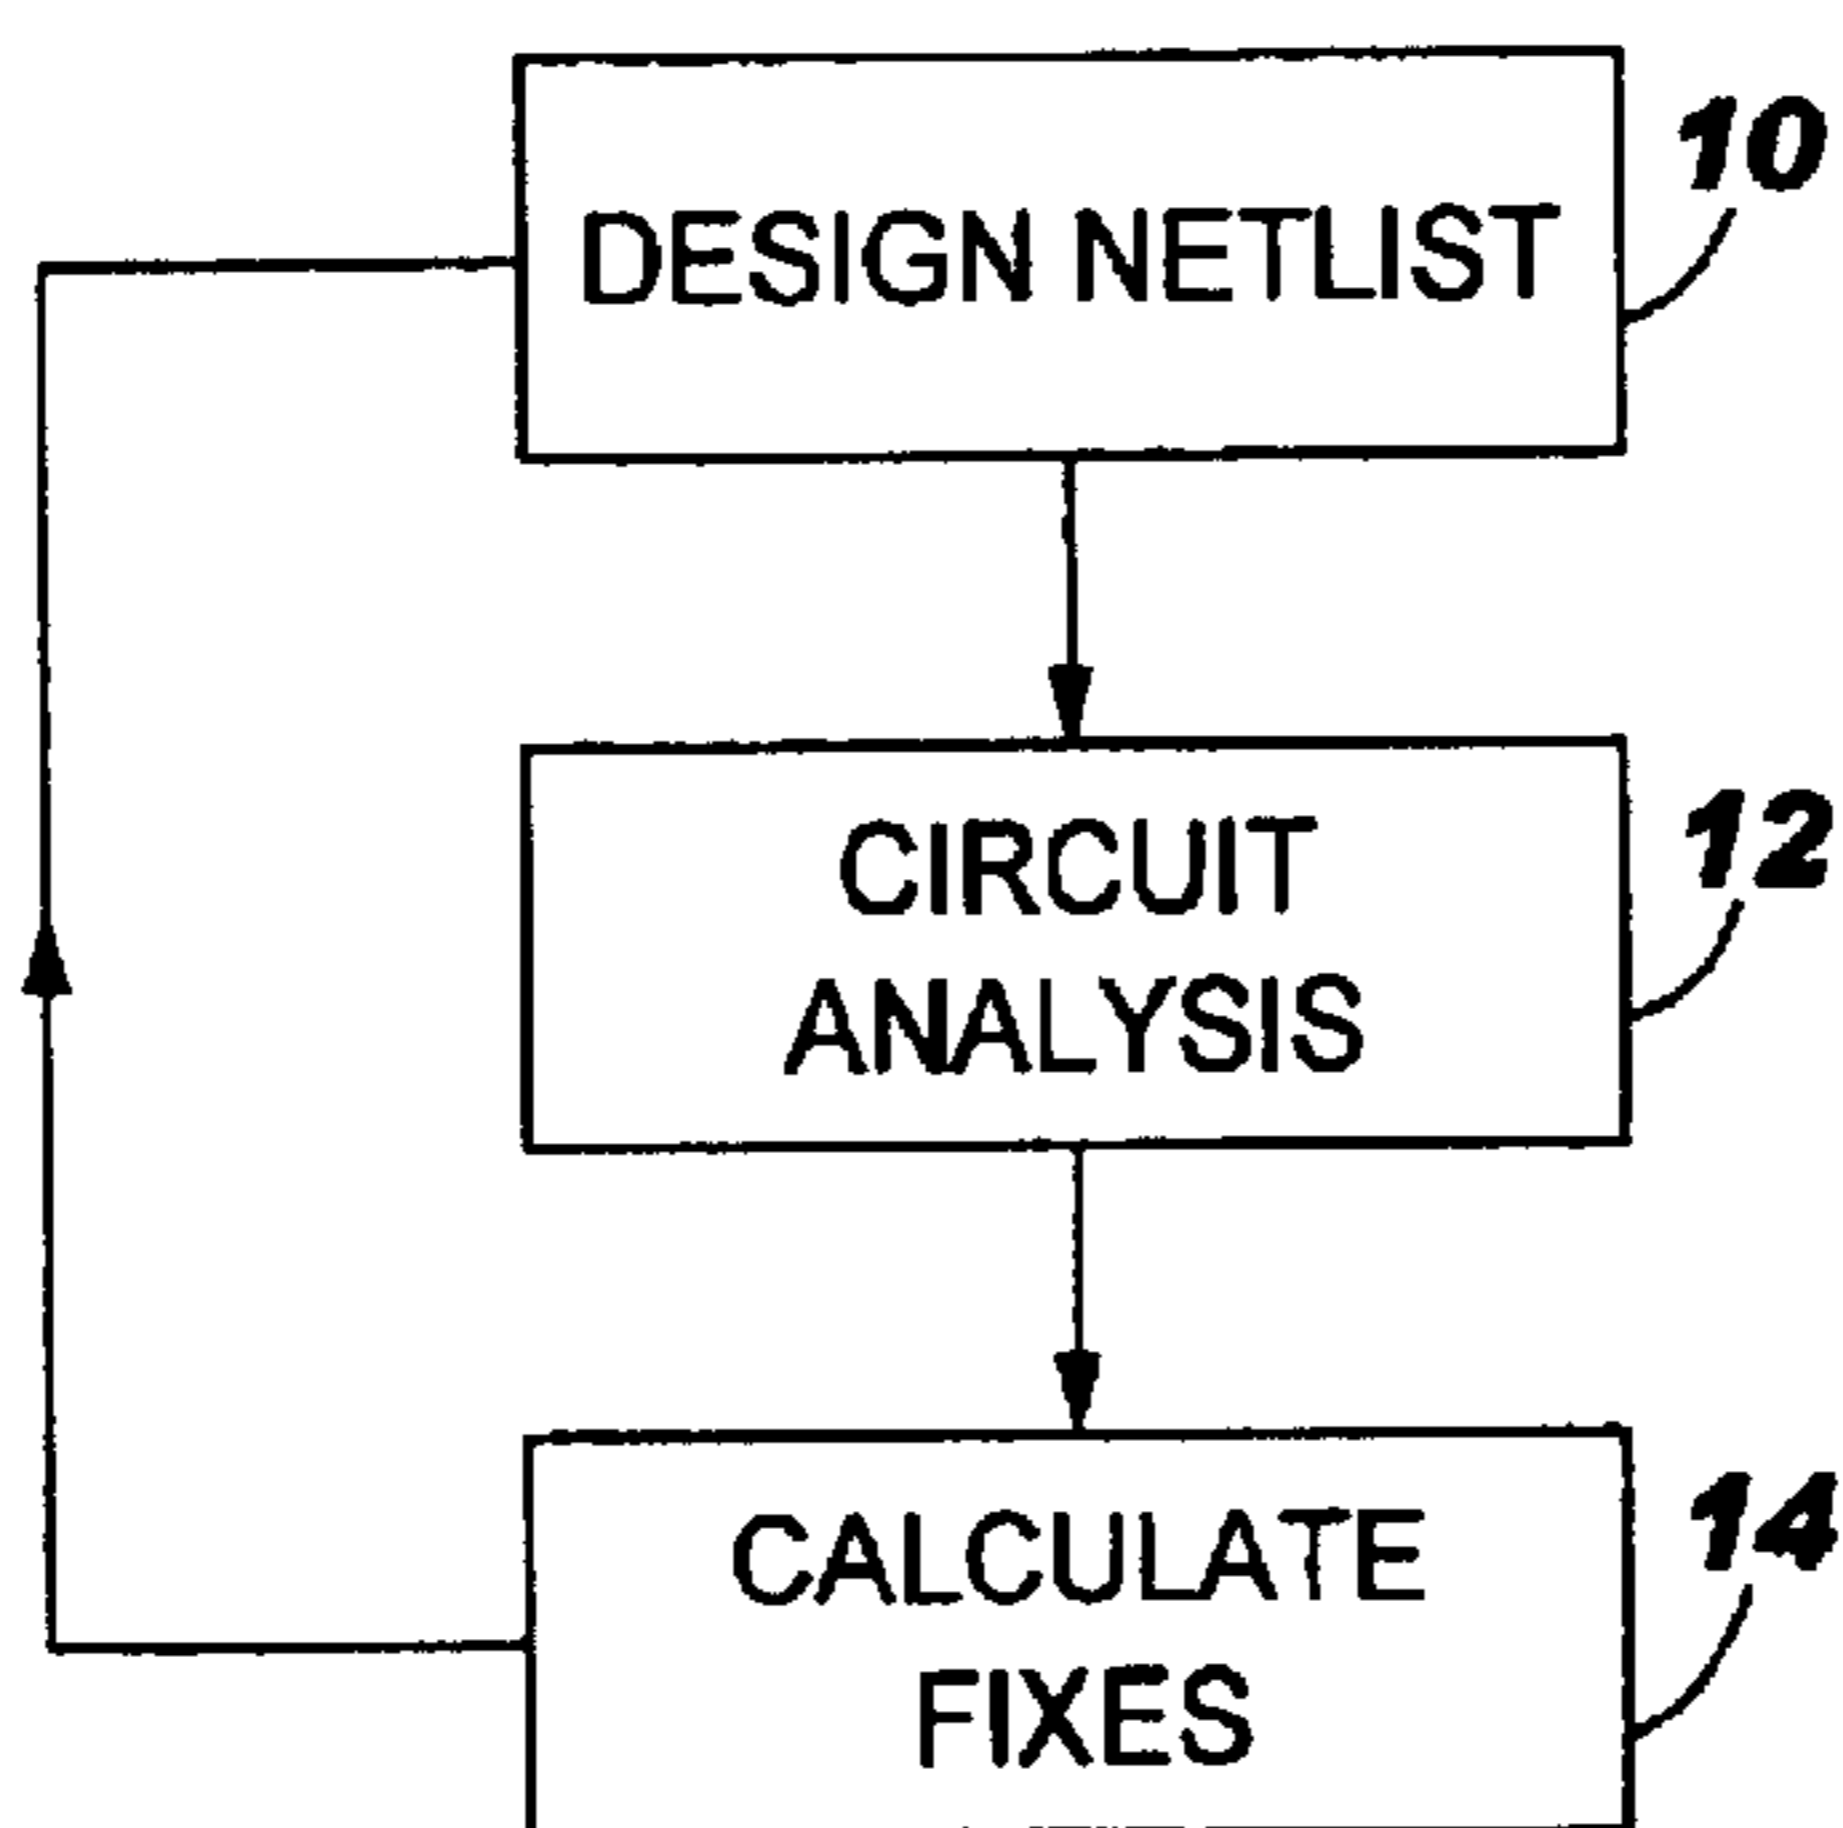 10
DESIGN NETLIST
12
CIRCUIT
ANALYSIS
14
CALCULATE
FIXES